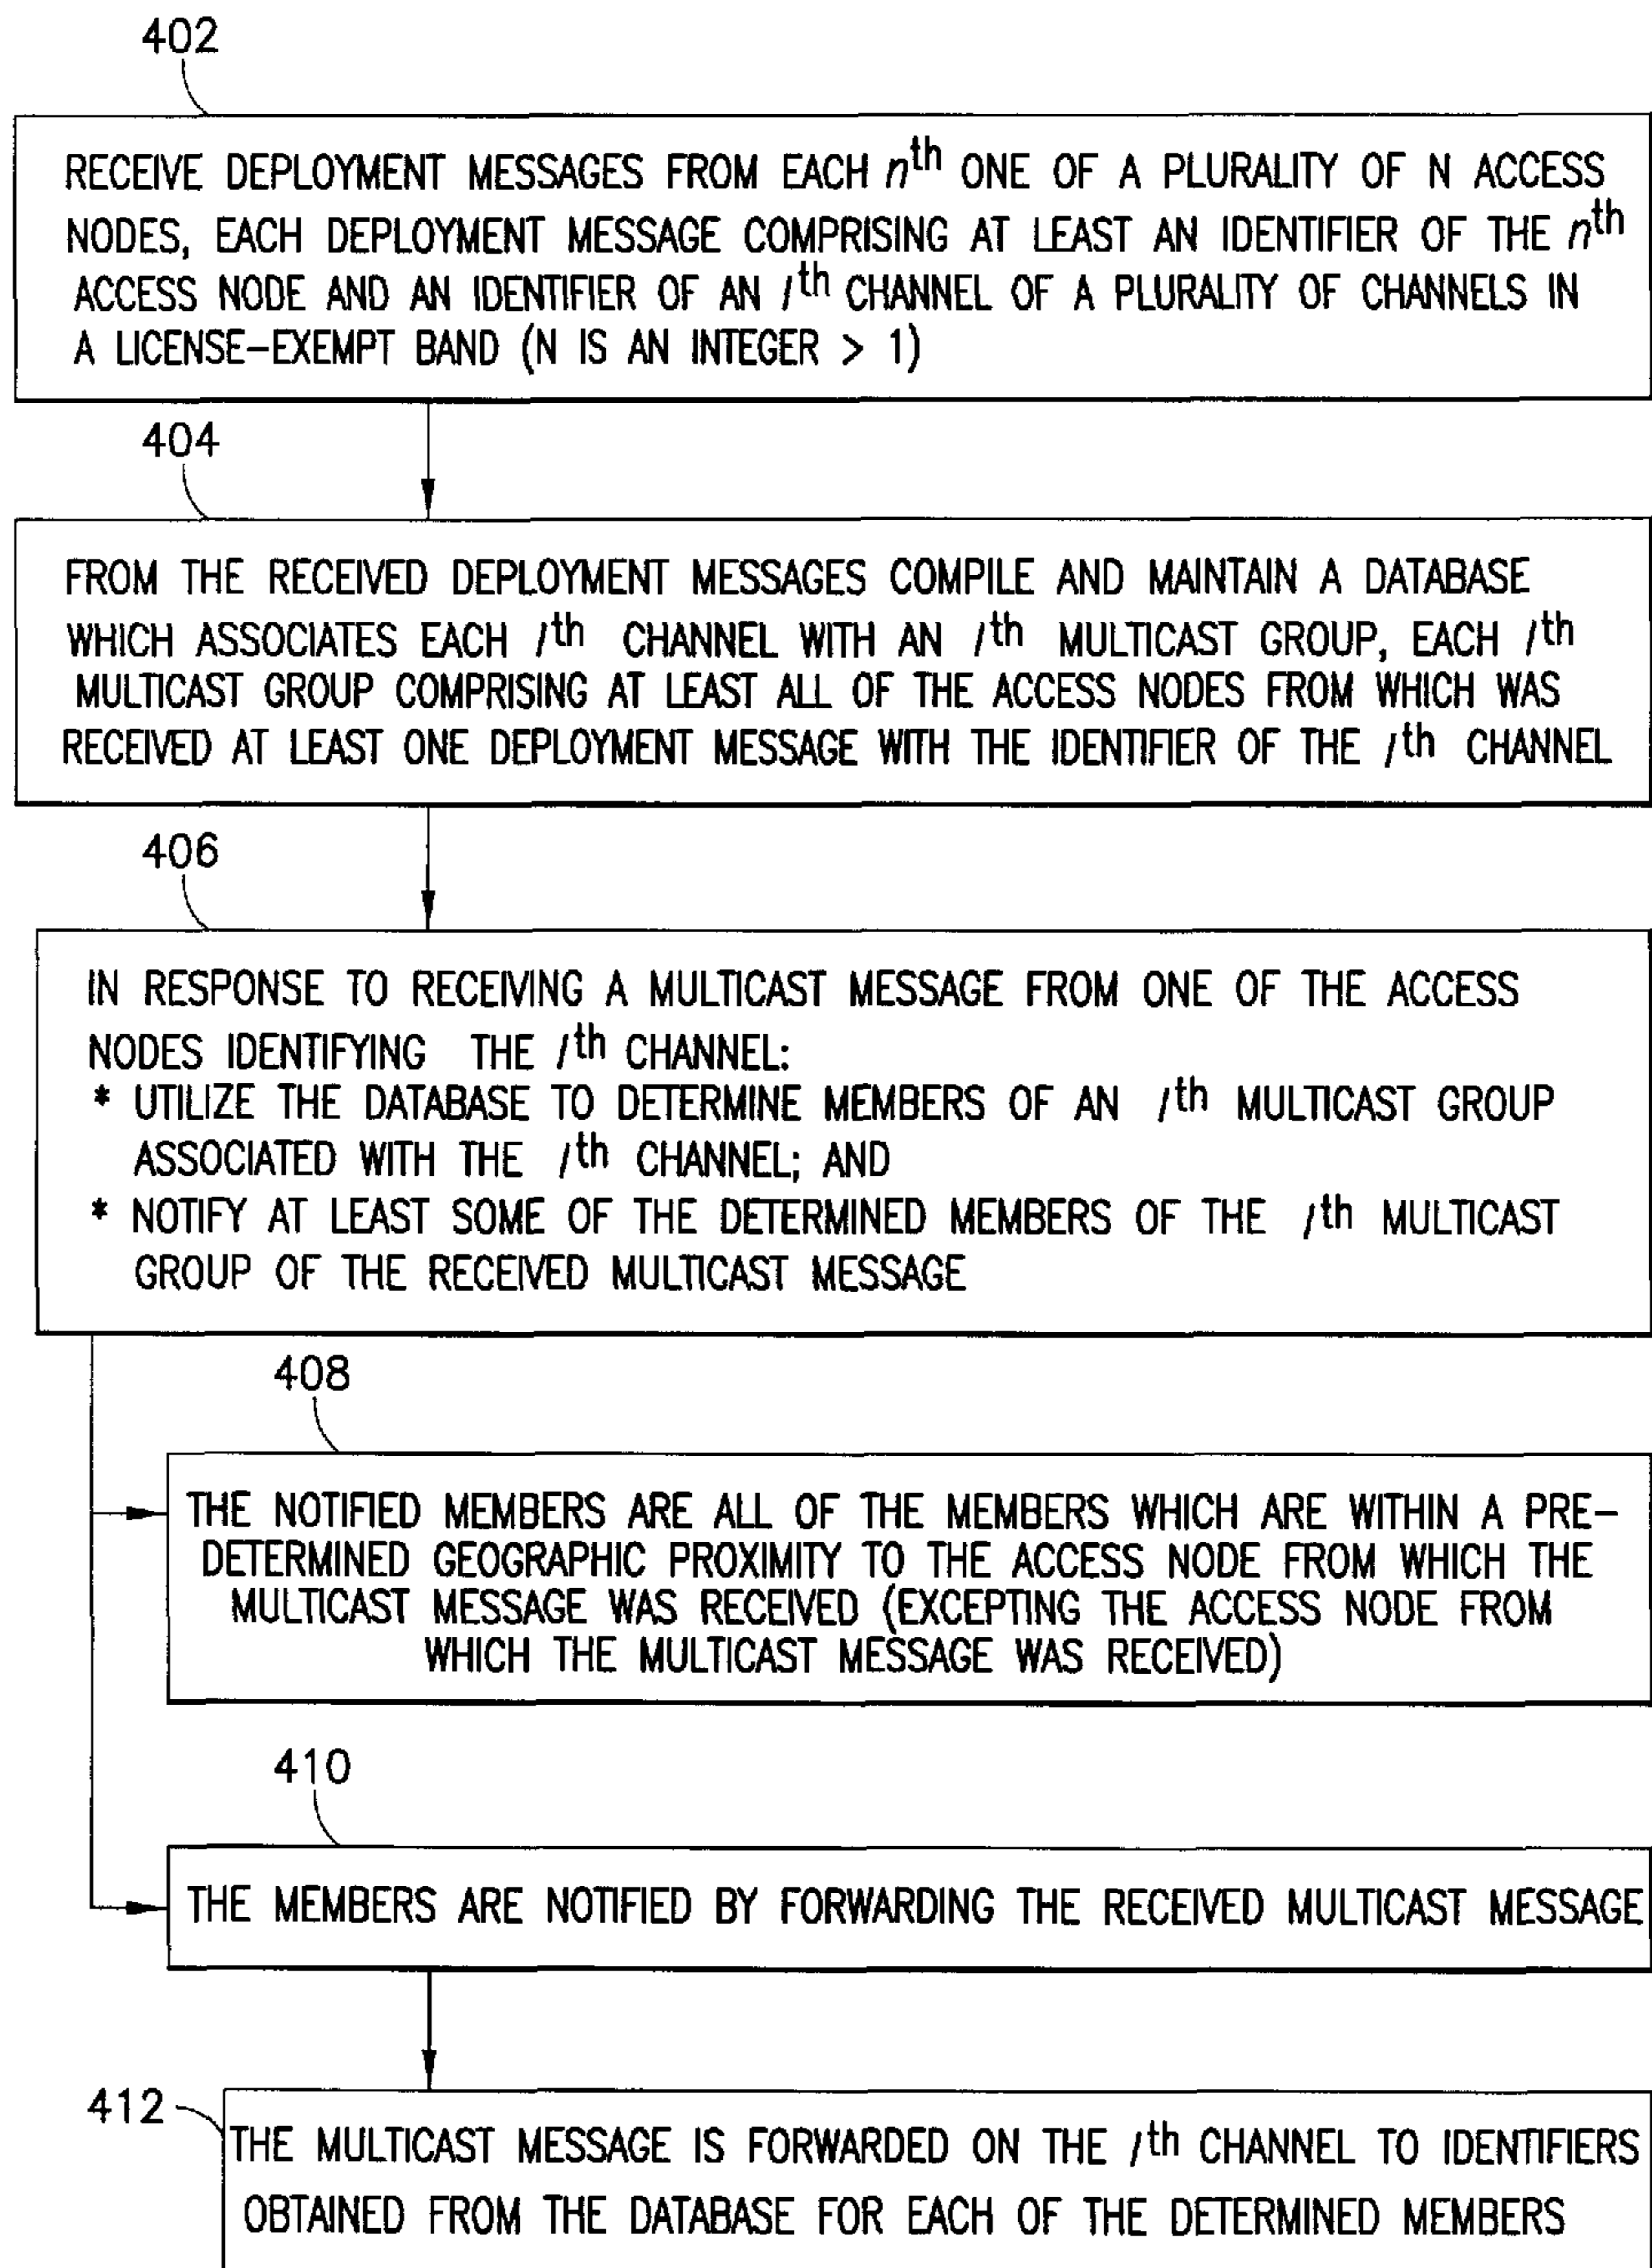 402
RECEIVE DEPLOYMENT MESSAGES FROM EACH nth ONE OF A PLURALITY OF N ACCESS
NODES, EACH DEPLOYMENT MESSAGE COMPRISING AT LEAST AN IDENTIFIER OF THE nth
ACCESS NODE AND AN IDENTIFIER OF AN ith CHANNEL OF A PLURALITY OF CHANNELS IN
A LICENSE-EXEMPT BAND (N IS AN INTEGER > 1)
404
FROM THE RECEIVED DEPLOYMENT MESSAGES COMPILE AND MAINTAIN A DATABASE
WHICH ASSOCIATES EACH ith CHANNEL WITH AN ith MULTICAST GROUP, EACH ith
MULTICAST GROUP COMPRISING AT LEAST ALL OF THE ACCESS NODES FROM WHICH WAS
RECEIVED AT LEAST ONE DEPLOYMENT MESSAGE WITH THE IDENTIFIER OF THE ith CHANNEL
406
IN RESPONSE TO RECEIVING A MULTICAST MESSAGE FROM ONE OF THE ACCESS
NODES IDENTIFYING THE ith CHANNEL:
* UTILIZE THE DATABASE TO DETERMINE MEMBERS OF AN ith MULTICAST GROUP
ASSOCIATED WITH THE ith CHANNEL; AND
* NOTIFY AT LEAST SOME OF THE DETERMINED MEMBERS OF THE ith MULTICAST
GROUP OF THE RECEIVED MULTICAST MESSAGE
408
THE NOTIFIED MEMBERS ARE ALL OF THE MEMBERS WHICH ARE WITHIN A PRE-
DETERMINED GEOGRAPHIC PROXIMITY TO THE ACCESS NODE FROM WHICH THE
MULTICAST MESSAGE WAS RECEIVED (EXCEPTING THE ACCESS NODE FROM
WHICH THE MULTICAST MESSAGE WAS RECEIVED)
410
THE MEMBERS ARE NOTIFIED BY FORWARDING THE RECEIVED MULTICAST MESSAGE
412
THE MULTICAST MESSAGE IS FORWARDED ON THE ith CHANNEL TO IDENTIFIERS
OBTAINED FROM THE DATABASE FOR EACH OF THE DETERMINED MEMBERS